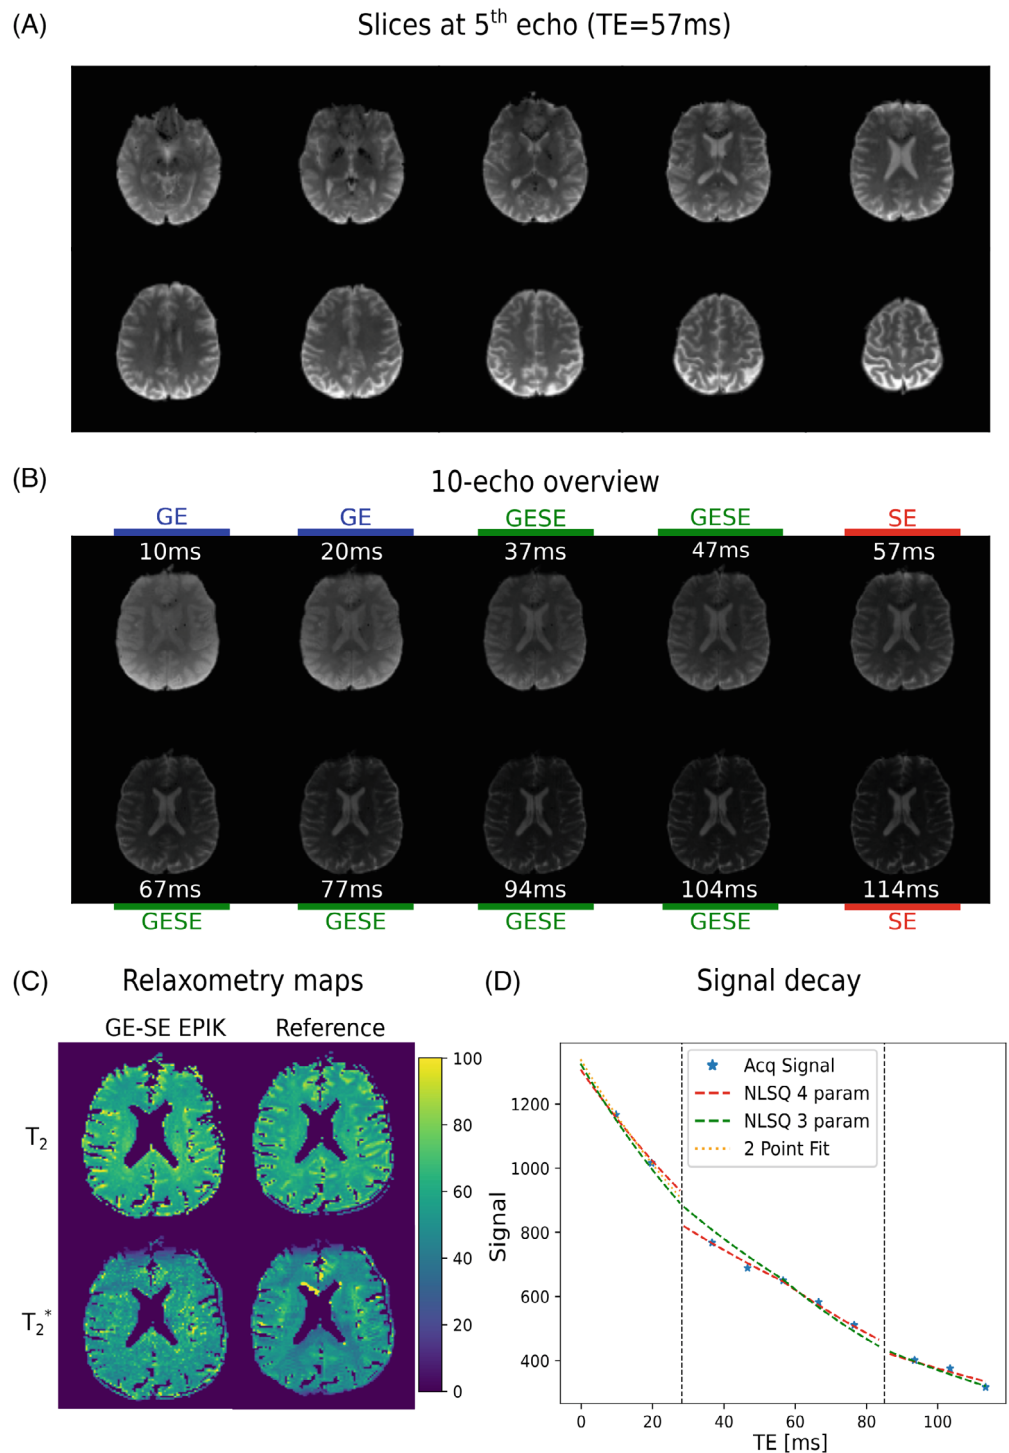 (A)
Slices at 5th echo (TE=57ms)
(B)
10-echo overview
GE GE GESE GESE SE
10ms 20ms 37ms 47ms 57ms
67ms 77ms 94ms 104ms 114ms
GESE GESE GESE GESE SE
(C)
Relaxometry maps
GE-SE EPIK Reference
T2
T2*
100
80
60
40
20
0
(D)
Signal decay
Acq Signal
NLSQ 4 param
NLSQ 3 param
2 Point Fit
Signal
1200
1000
800
600
400
0 20 40 60 80 100
TE [ms]